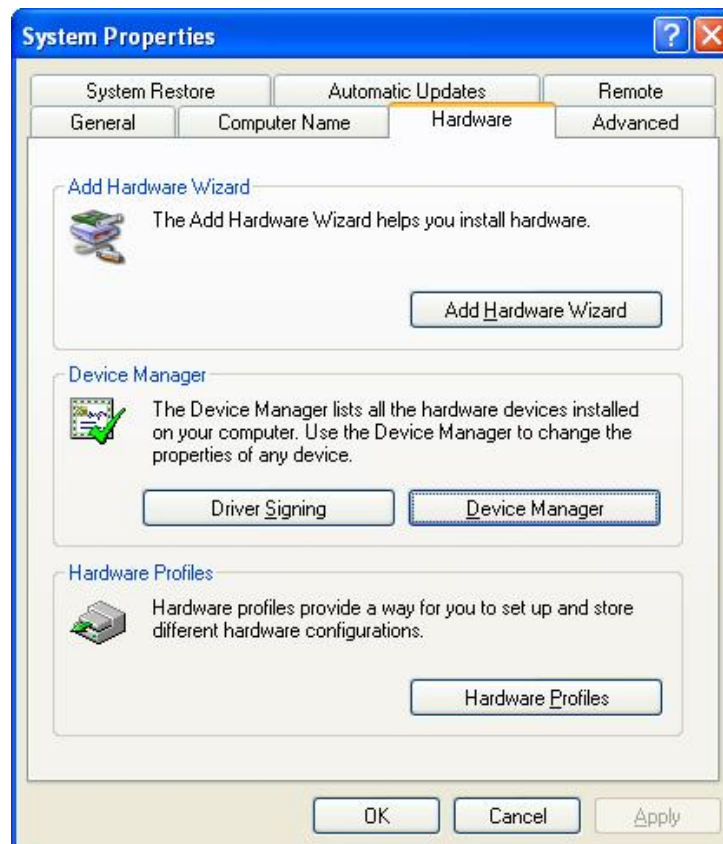 System Properties
System Restore
Automatic Updates
Remote
General
Computer Name
Hardware
Advanced
Add Hardware Wizard
The Add Hardware Wizard helps you install hardware.
Add Hardware Wizard
Device Manager
The Device Manager lists all the hardware devices installed
on your computer. Use the Device Manager to change the
properties of any device.
Driver Signing
Device Manager
Hardware Profiles
Hardware profiles provide a way for you to set up and store
different hardware configurations.
Hardware Profiles
OK
Cancel
Apply